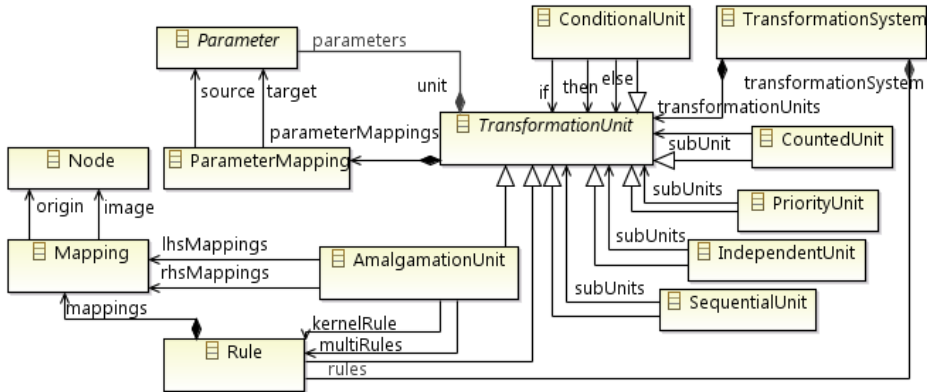 ConditionalUnit
TransformationSystem
Parameter
parameters
source
target
unit
if
then
else
transformationSystem
transformationUnits
parameterMappings
TransformationUnit
CountedUnit
subUnit
Node
ParameterMapping
subUnits
PriorityUnit
origin
image
subUnits
IndependentUnit
Mapping
lhsMappings
rhsMappings
AmalgamationUnit
subUnits
SequentialUnit
mappings
kernelRule
multiRules
Rule
rules